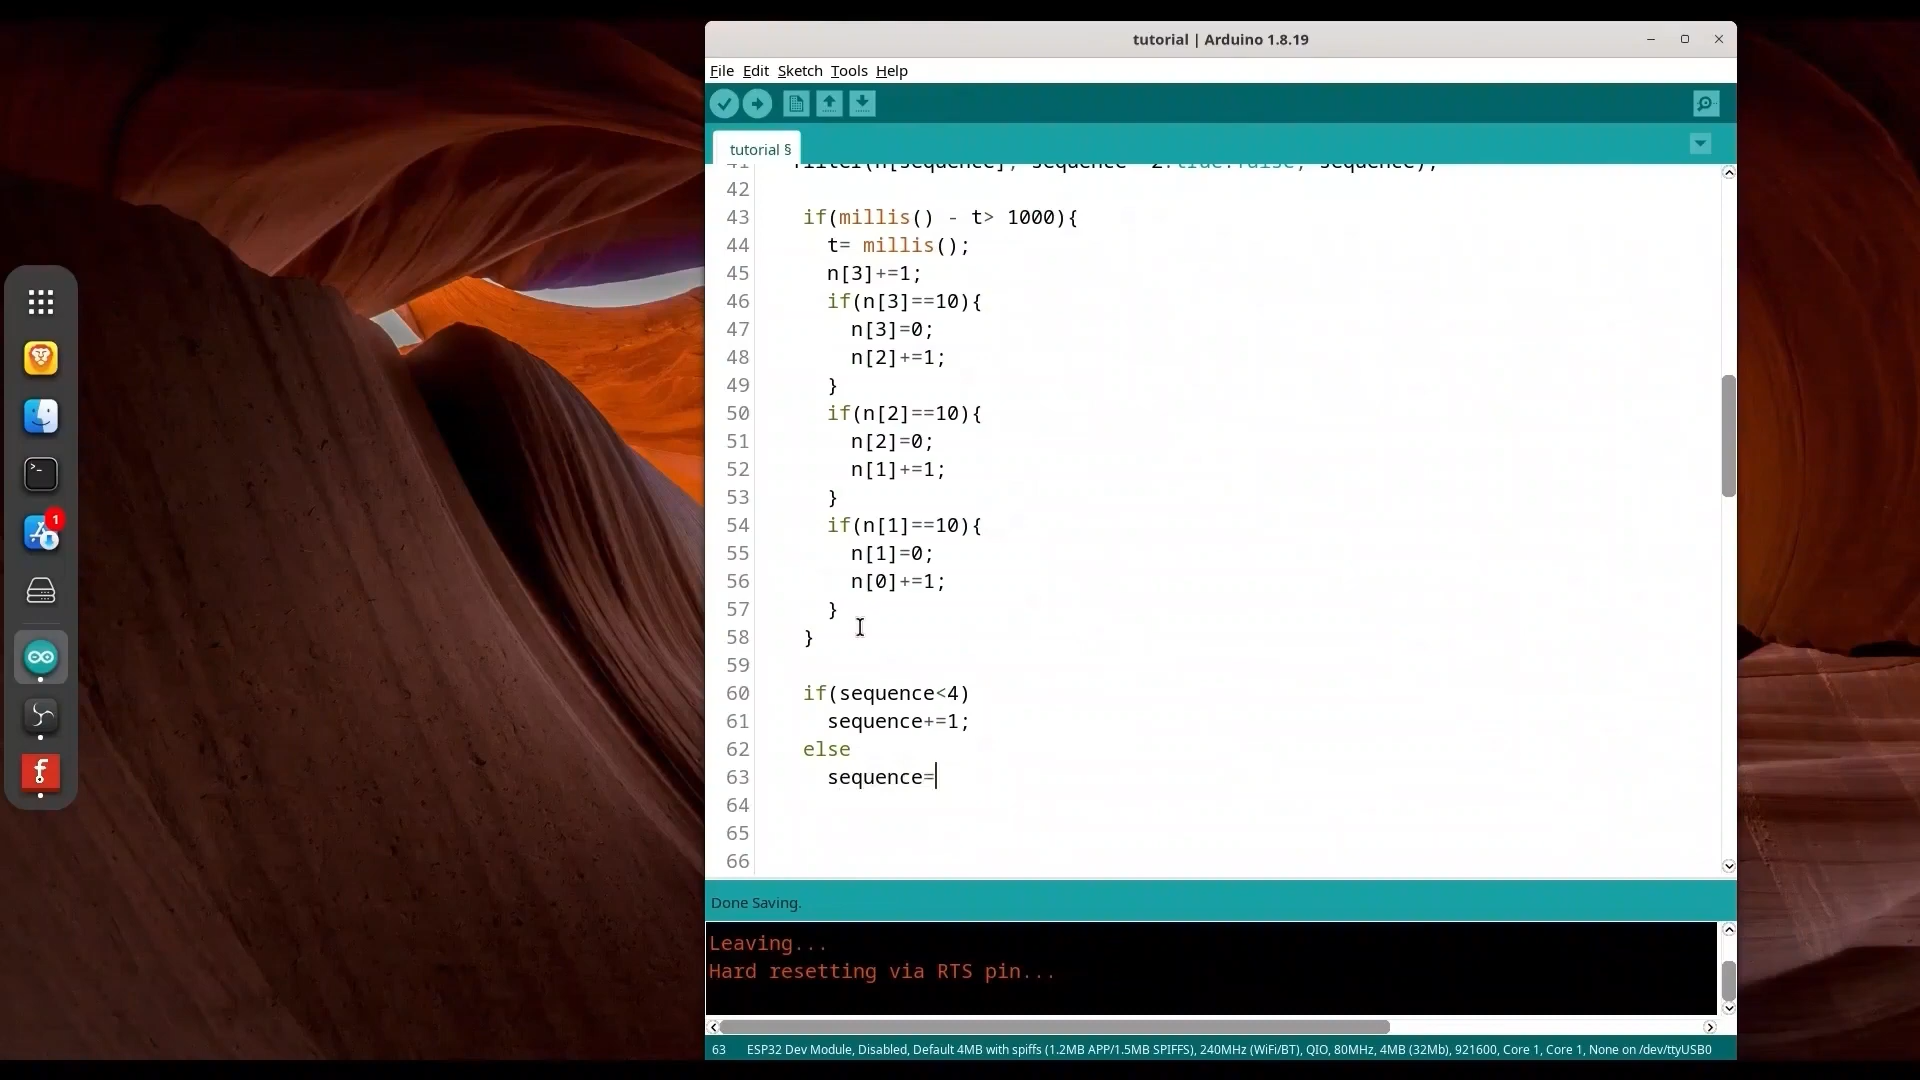 tutorial | Arduino 1.8.19
File Edit Sketch Tools Help
tutorial §
42
43 if(millis() - t> 1000){
44 t= millis();
45 n[3]+=1;
46 if(n[3]==10){
47 n[3]=0;
48 n[2]+=1;
49 }
50 if(n[2]==10){
51 n[2]=0;
52 n[1]+=1;
53 }
54 if(n[1]==10){
55 n[1]=0;
56 n[0]+=1;
57 }
58 }
59
60 if(sequence<4)
61 sequence+=1;
62 else
63 sequence=
64
65
66
1
Done Saving.
Leaving...
Hard resetting via RTS pin...
63 ESP32 Dev Module, Disabled, Default 4MB with spiffs (1.2MB APP/1.5MB SPIFFS), 240MHz (WiFi/BT), QIO, 80MHz, 4MB (32Mb), 921600, Core 1, Core 1, None on /dev/ttyUSB0